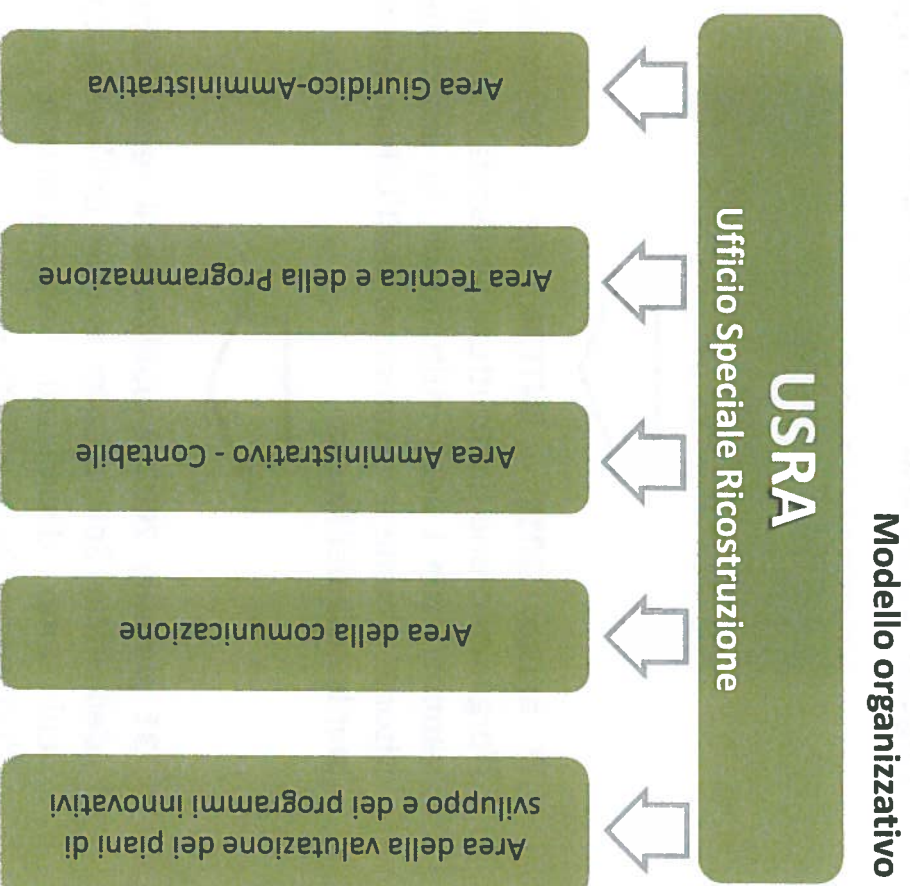 Modello organizzativo
USRA
Ufficio Speciale Ricostruzione
Area Giuridico-Amministrativa
Area Tecnica e della Programmazione
Area Amministrativo - Contabile
Area della comunicazione
Area della valutazione dei piani di
sviluppo e dei programmi innovativi